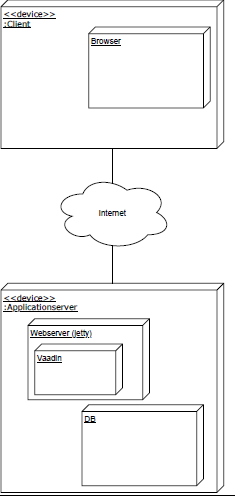 <<device>>
:Client
Browser
Internet
<<device>>
:Applicationserver
Webserver (jetty)
Vaadin
DB